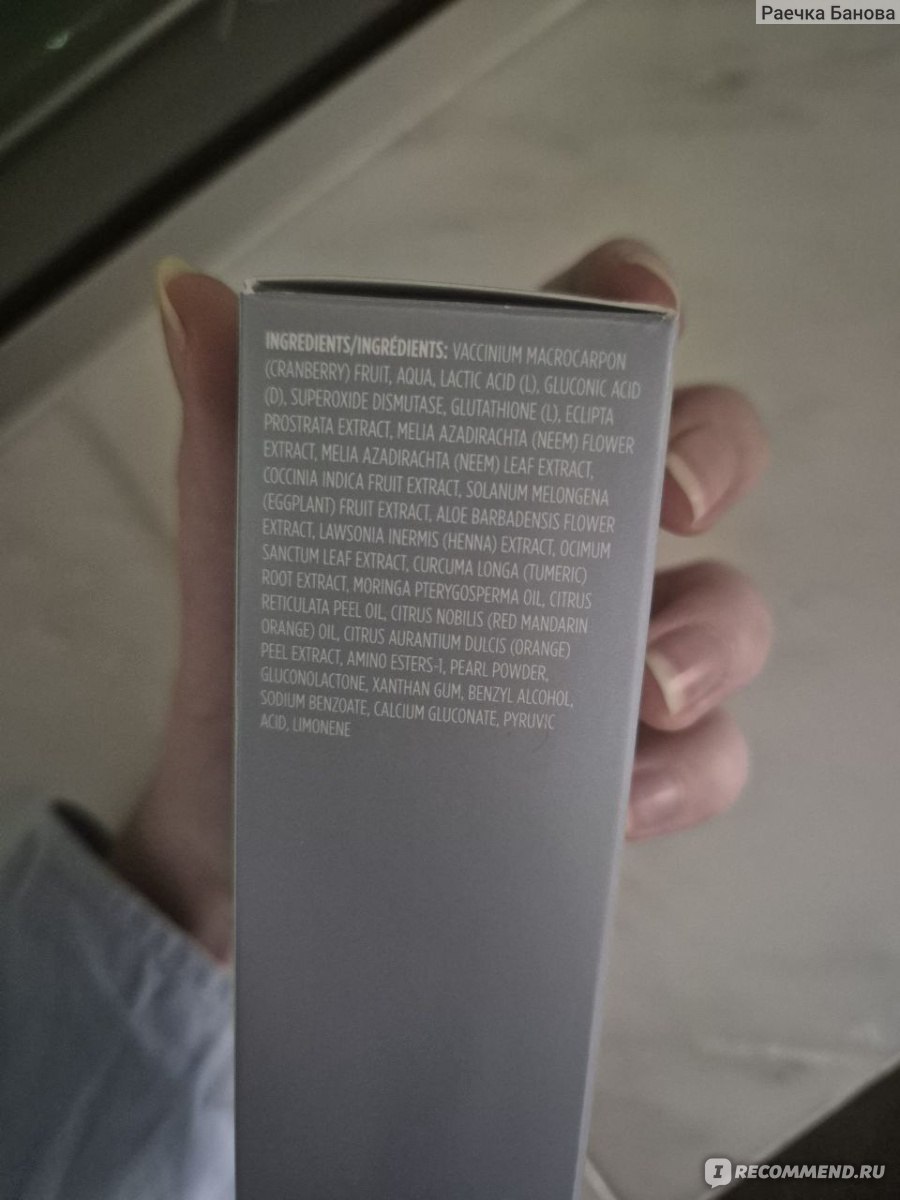 Раечка Банова
INGREDIENTS/INGRÉDIENTS: VACCINIUM MACROCARPON
(CRANBERRY) FRUIT, AQUA, LACTIC ACID (L), GLUCONIC ACID
(D), SUPEROXIDE DISMUTASE, GLUTATHIONE (L), ECLIPTA
PROSTRATA EXTRACT, MELIA AZADIRACHTA (NEEM) FLOWER
EXTRACT, MELIA AZADIRACHTA (NEEM) LEAF EXTRACT,
COCCINIA INDICA FRUIT EXTRACT, SOLANUM MELONGENA
(EGGPLANT) FRUIT EXTRACT, ALOE BARBADENSIS FLOWER
EXTRACT, LAWSONIA INERMIS (HENNA) EXTRACT, OCIMUM
SANCTUM LEAF EXTRACT, CURCUMA LONGA (TUMERIC)
ROOT EXTRACT, MORINGA PTERYGOSPERMA OIL, CITRUS
RETICULATA PEEL OIL, CITRUS NOBILIS (RED MANDARIN
ORANGE) OIL, CITRUS AURANTIUM DULCIS (ORANGE)
PEEL EXTRACT, AMINO ESTERS-1, PEARL POWDER,
GLUCONOLACTONE, XANTHAN GUM, BENZYL ALCOHOL,
SODIUM BENZOATE, CALCIUM GLUCONATE, PYRUVIC
ACID, LIMONENE
IRECOMMEND.RU